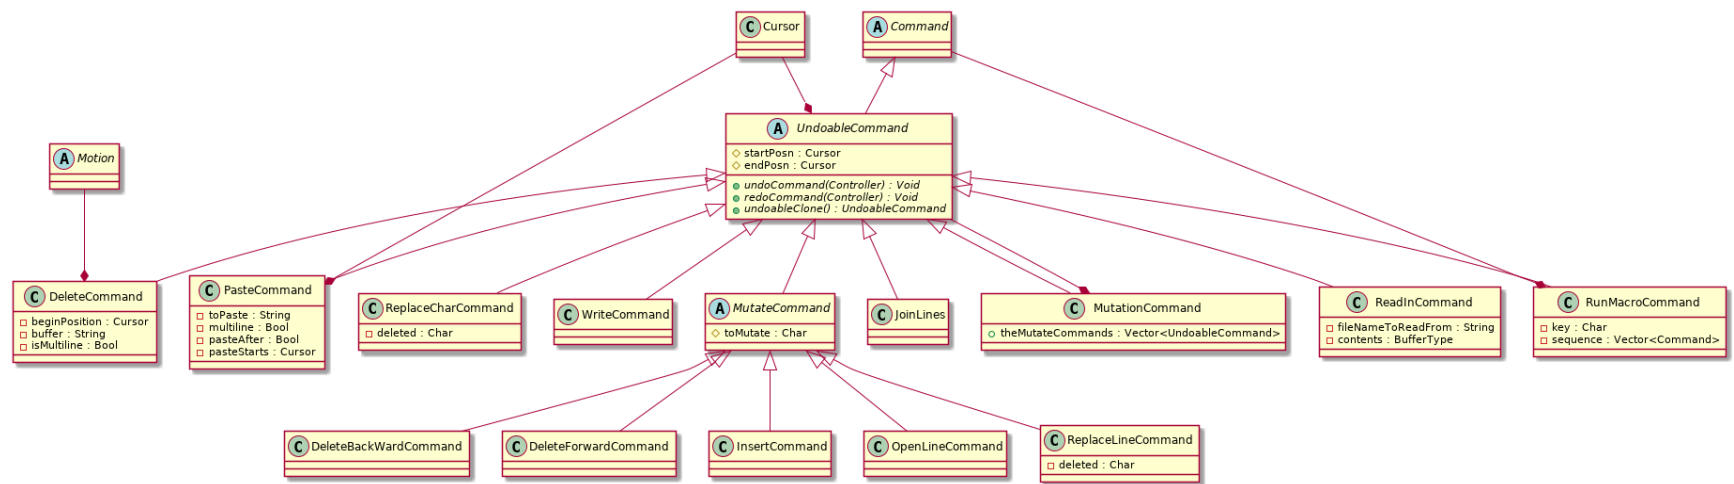 C Cursor
A Command
A Motion
A UndoableCommand
startPosn : Cursor
endPosn : Cursor
undoCommand(Controller) : Void
redoCommand(Controller) : Void
undoableClone() : UndoableCommand
C DeleteCommand
beginPosition : Cursor
buffer : String
isMultiline : Bool
C PasteCommand
toPaste : String
multiline : Bool
pasteAfter : Bool
pasteStarts : Cursor
C ReplaceCharCommand
deleted : Char
C WriteCommand
A MutateCommand
toMutate : Char
C JoinLines
C MutationCommand
theMutateCommands : Vector<UndoableCommand>
C ReadInCommand
fileNameToReadFrom : String
contents : BufferType
C RunMacroCommand
key : Char
sequence : Vector<Command>
C DeleteBackWardCommand
C DeleteForwardCommand
C InsertCommand
C OpenLineCommand
C ReplaceLineCommand
deleted : Char